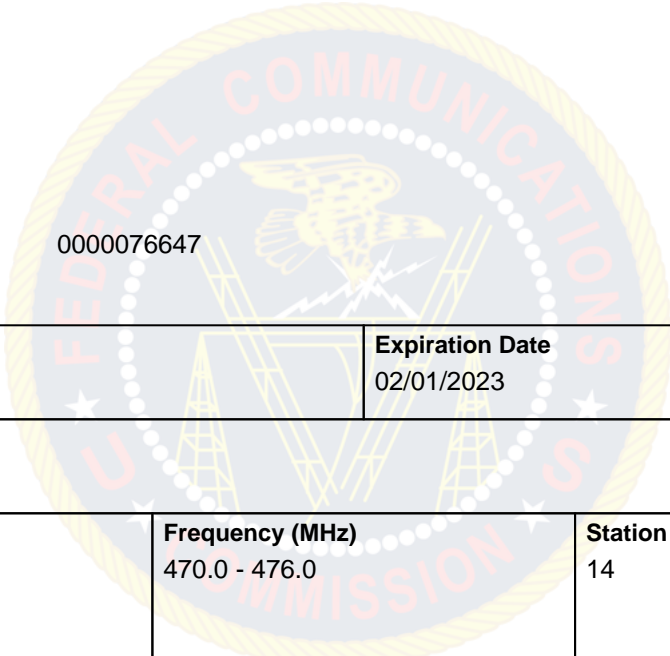 FEDERAL COMMUNICATIONS COMMISSION
U S
0000076647
Expiration Date
02/01/2023
Frequency (MHz)
Station
470.0 - 476.0
14